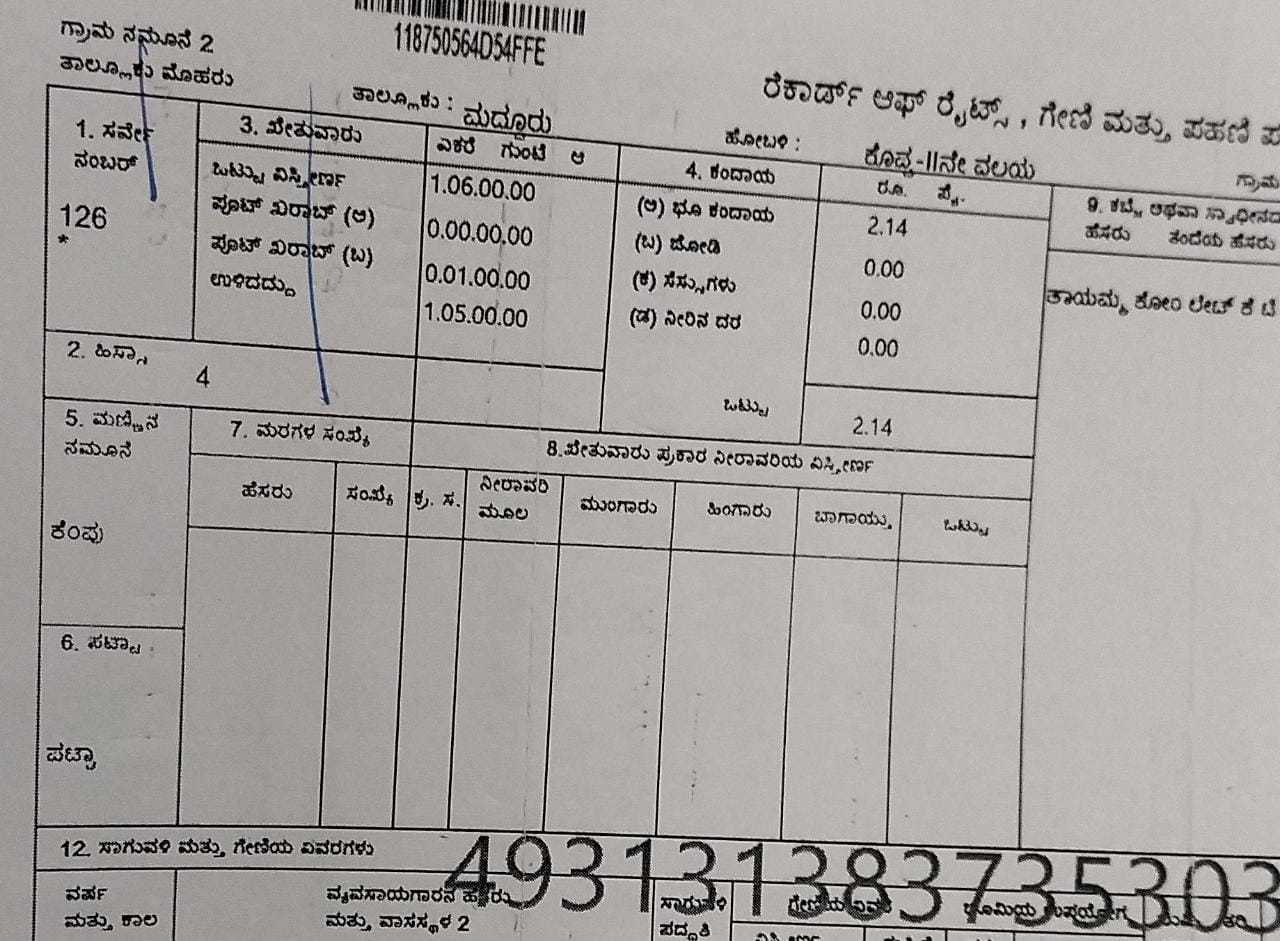 118750564D54FFE
ಗ್ರಾಮ ನಮೂನೆ 2
ತಾಲ್ಲೂಕು ಮೊಹರು
ತಾಲ್ಲೂಕು : ಮದ್ದೂರು
ರೆಕಾರ್ಡ್ ಆಫ್ ರೈಟ್ಸ್ , ಗೇಣಿ ಮತ್ತು ಪಹಣಿ
ಹೋಬಳಿ : ಕೊಪ್ಪ-IIನೇ ವಲಯ
ಗ್ರಾಮ
1. ಸರ್ವೇ ನಂಬರ್
126
*
3. ಖೇತುವಾರು
ಎಕರೆ ಗುಂಟೆ ಆ
ಒಟ್ಟು ವಿಸ್ತೀರ್ಣ 1.06.00.00
ಪೂಟ್ ಖರಾಬ್ (ಅ) 0.00.00.00
ಪೂಟ್ ಖರಾಬ್ (ಬ) 0.01.00.00
ಉಳಿದದ್ದು 1.05.00.00
4. ಕಂದಾಯ ರೂ. ಪೈ.
(ಅ) ಭೂ ಕಂದಾಯ 2.14
(ಬ) ಜೋಡಿ 0.00
(ಕ) ಸೆಸ್ಸುಗಳು 0.00
(ಡ) ನೀರಿನ ದರ 0.00
ಒಟ್ಟು 2.14
9. ಕಬ್ಜೆ ಅಥವಾ ಸ್ವಾಧೀನದ
ಹೆಸರು ತಂದೆಯ ಹೆಸರು
ತಾಯಮ್ಮ ಕೋಂ ಲೇಟ್ ಕೆ ಟಿ
2. ಹಿಸ್ಸಾ
4
5. ಮಣ್ಣಿನ
ನಮೂನೆ
ಕೆಂಪು
7. ಮರಗಳ ಸಂಖ್ಯೆ
8.ಖೇತುವಾರು ಪ್ರಕಾರ ನೀರಾವರಿಯ ವಿಸ್ತೀರ್ಣ
ಹೆಸರು ಸಂಖ್ಯೆ ಕ್ರ. ಸ. ನೀರಾವರಿ ಮೂಲ ಮುಂಗಾರು ಹಿಂಗಾರು ಬಾಗಾಯ್ತು ಒಟ್ಟು
6. ಪಟ್ಟಾ
ಪಟ್ಟಾ
12. ಸಾಗುವಳಿ ಮತ್ತು ಗೇಣಿಯ ವಿವರಗಳು
493131383735303
ವರ್ಷ
ಮತ್ತು ಕಾಲ
ವ್ಯವಸಾಯಗಾರನ ಹೆಸರು
ಮತ್ತು ವಾಸಸ್ಥಳ 2
ಸಾಗುವಳಿ
ಪದ್ಧತಿ
ಗೇಣಿಯ ವಿವರ
ಭೂಮಿಯ ಉಪಯೋಗ
ವಿಸ್ತೀರ್ಣ